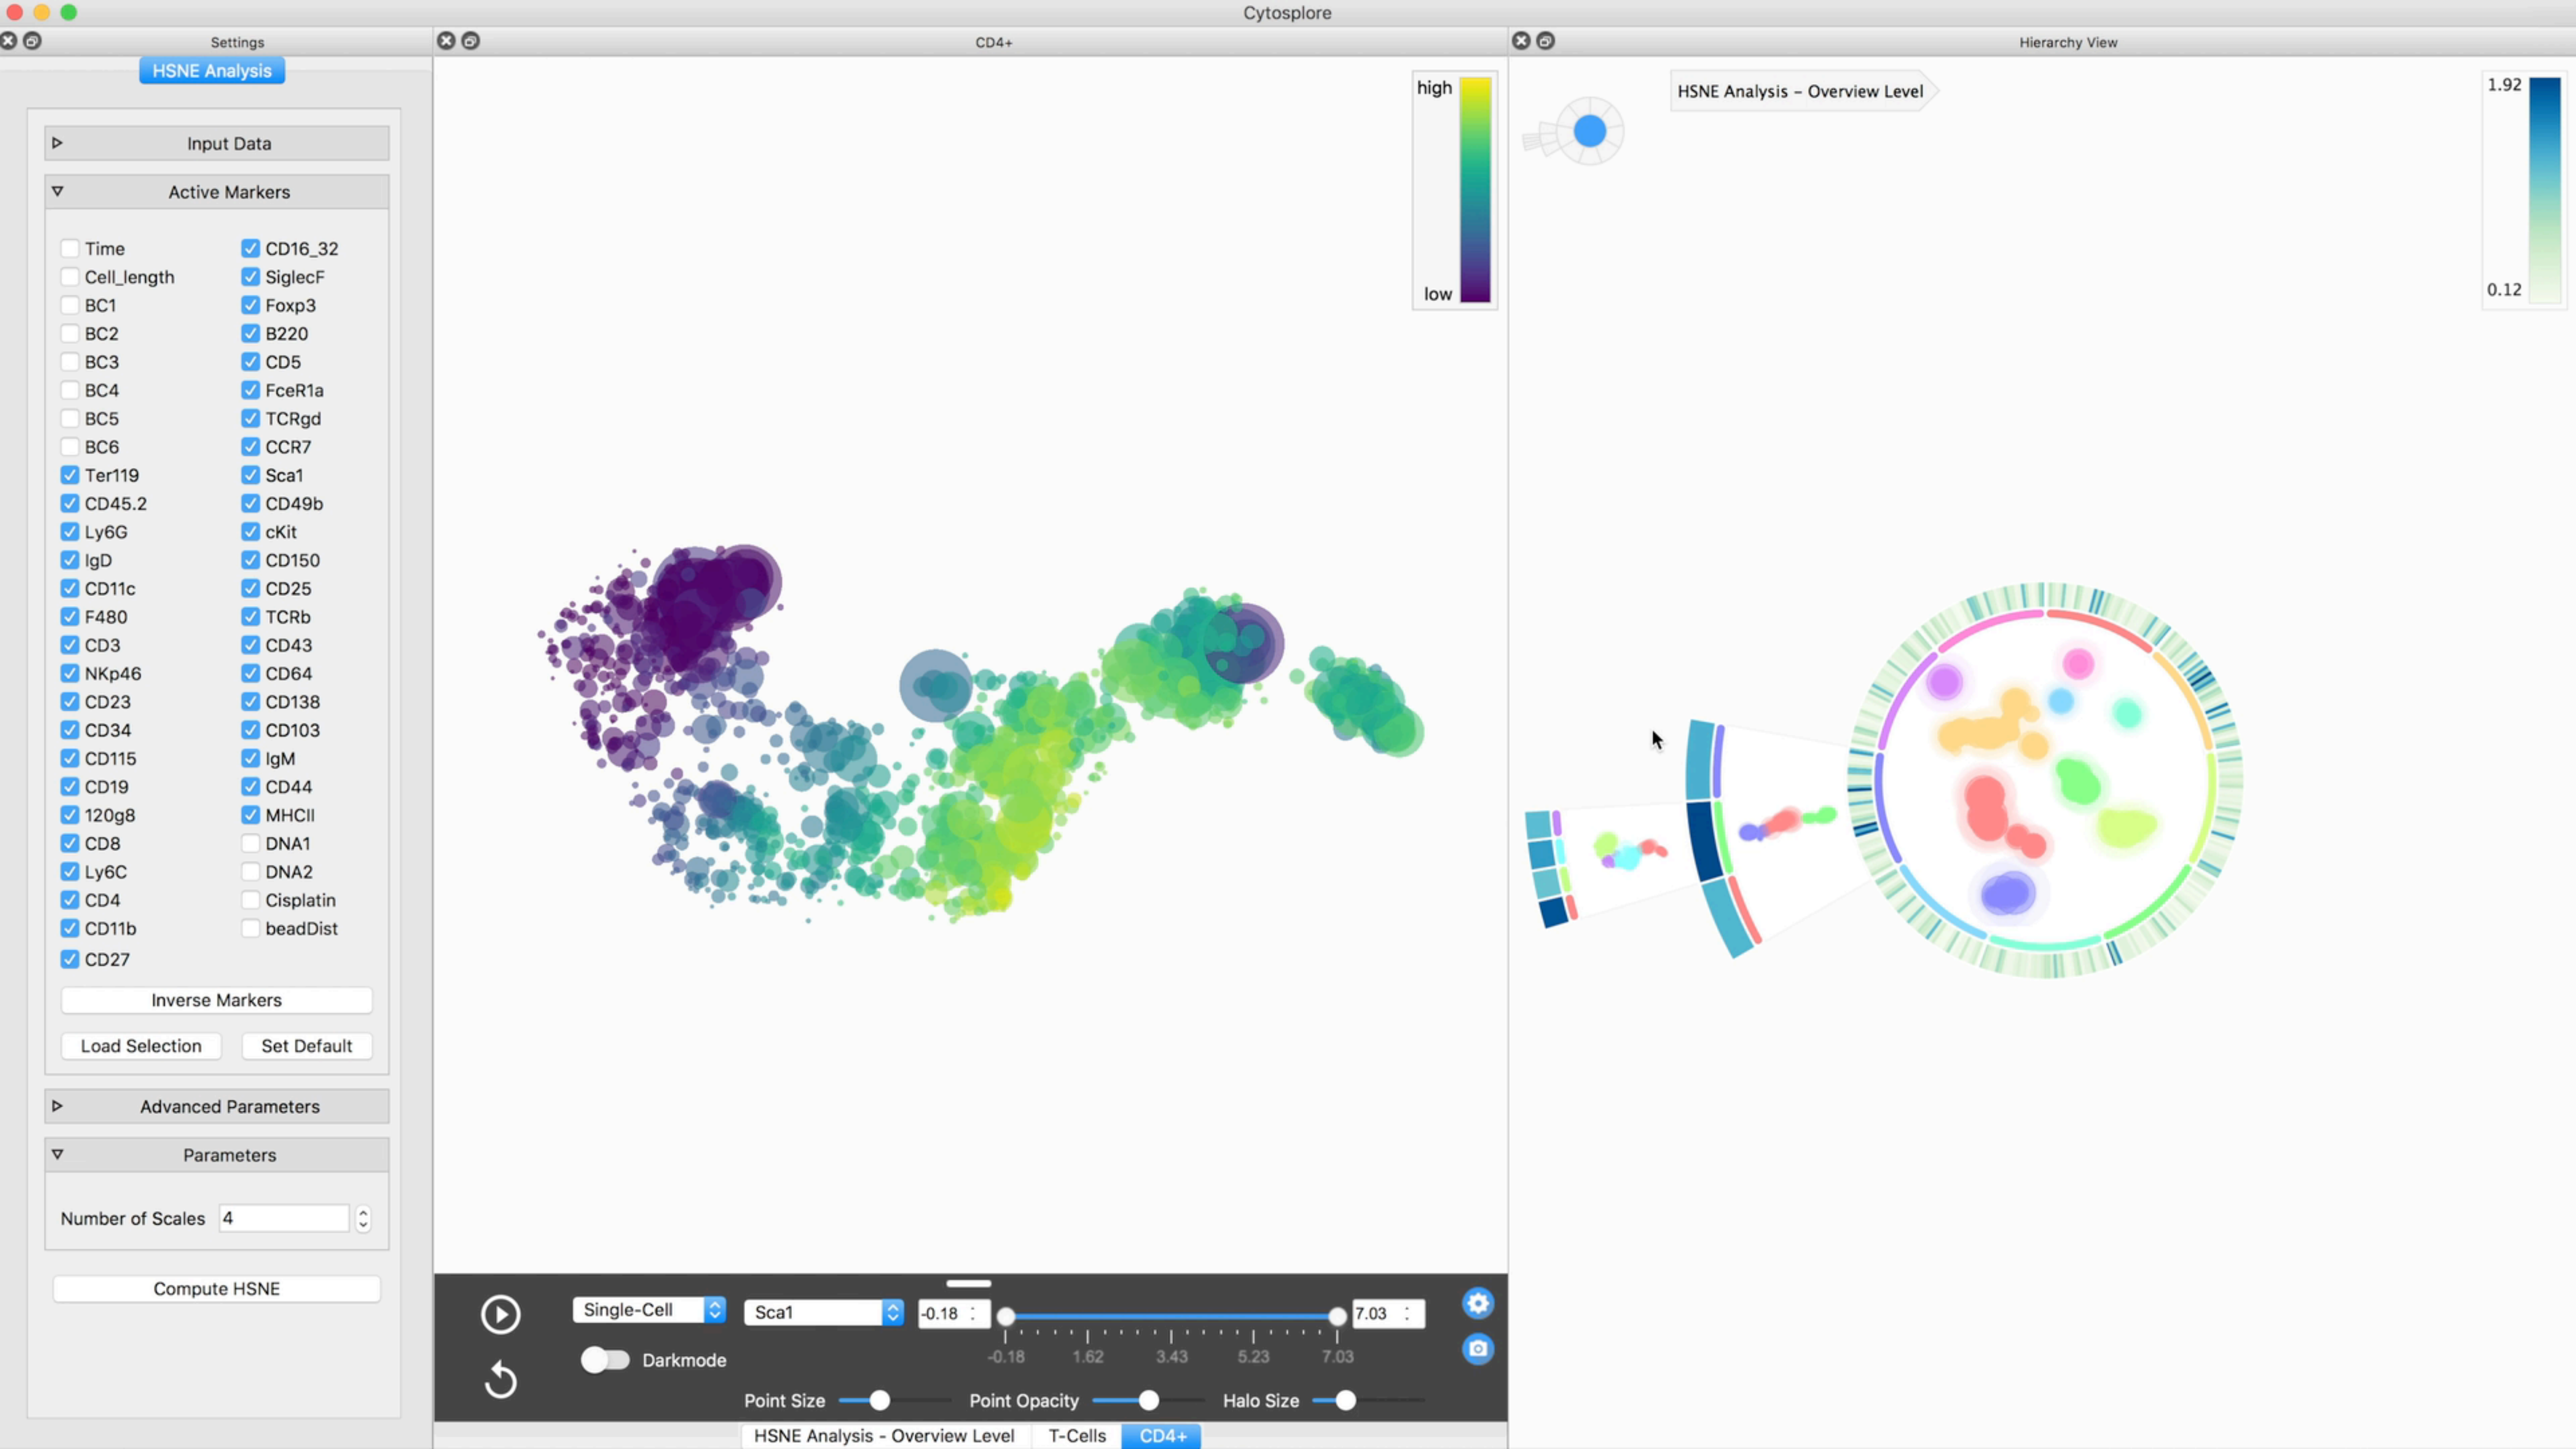 Cytosplore
Settings
CD4+
Hierarchy View
HSNE Analysis
Input Data
Active Markers
Time
Cell_length
BC1
BC2
BC3
BC4
BC5
BC6
Ter119
CD45.2
Ly6G
IgD
CD11c
F480
CD3
NKp46
CD23
CD34
CD115
CD19
120g8
CD8
Ly6C
CD4
CD11b
CD27
CD16_32
SiglecF
Foxp3
B220
CD5
FceR1a
TCRgd
CCR7
Sca1
CD49b
cKit
CD150
CD25
TCRb
CD43
CD64
CD138
CD103
IgM
CD44
MHCII
DNA1
DNA2
Cisplatin
beadDist
Inverse Markers
Load Selection
Set Default
Advanced Parameters
Parameters
Number of Scales 4
Compute HSNE
high
low
Single-Cell
Sca1
-0.18
7.03
-0.18 1.62 3.43 5.23 7.03
Darkmode
Point Size
Point Opacity
Halo Size
HSNE Analysis - Overview Level
T-Cells
CD4+
HSNE Analysis – Overview Level
1.92
0.12